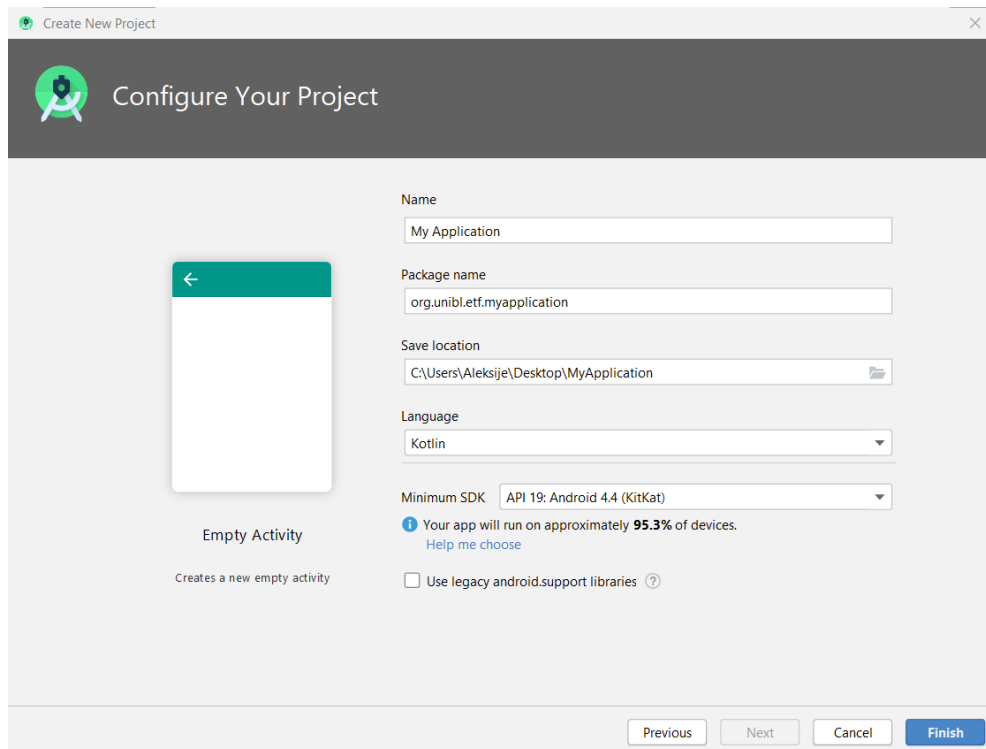 Create New Project
Configure Your Project
Name
My Application
Package name
org.unibl.etf.myapplication
Save location
C:\Users\Aleksije\Desktop\MyApplication
Language
Kotlin
Minimum SDK API 19: Android 4.4 (KitKat)
i Your app will run on approximately 95.3% of devices.
Help me choose
Use legacy android.support libraries ?
Empty Activity
Creates a new empty activity
Previous Next Cancel Finish